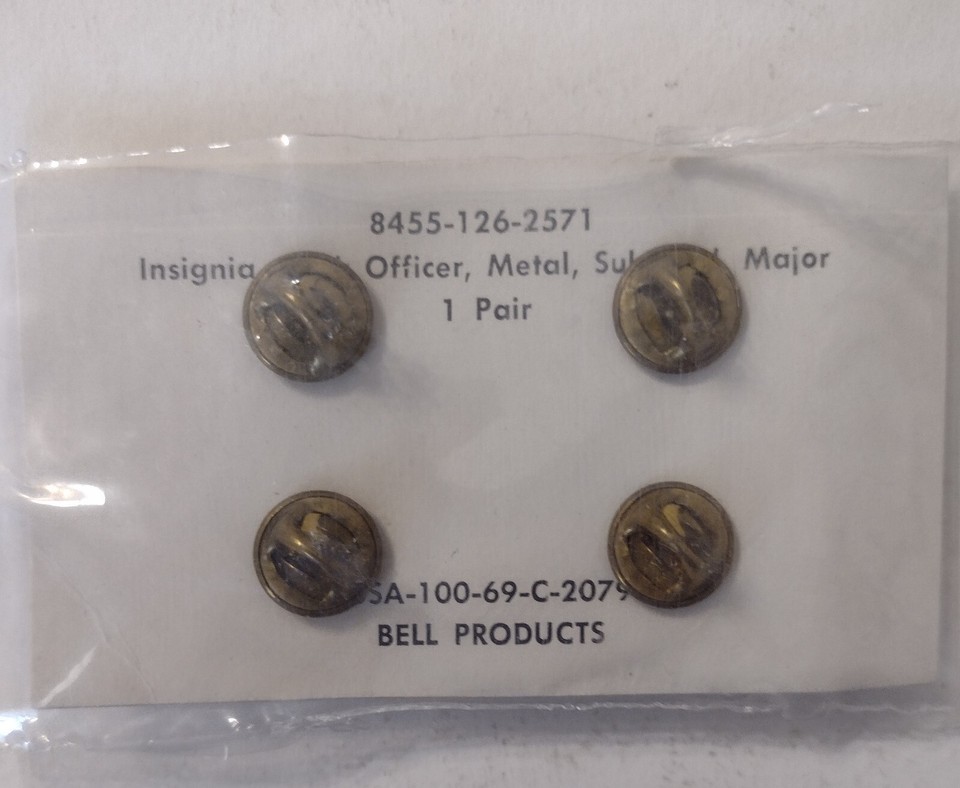 8455-126-2571
Insignia Officer, Metal, Major
1 Pair
SA-100-69-C-2079
BELL PRODUCTS